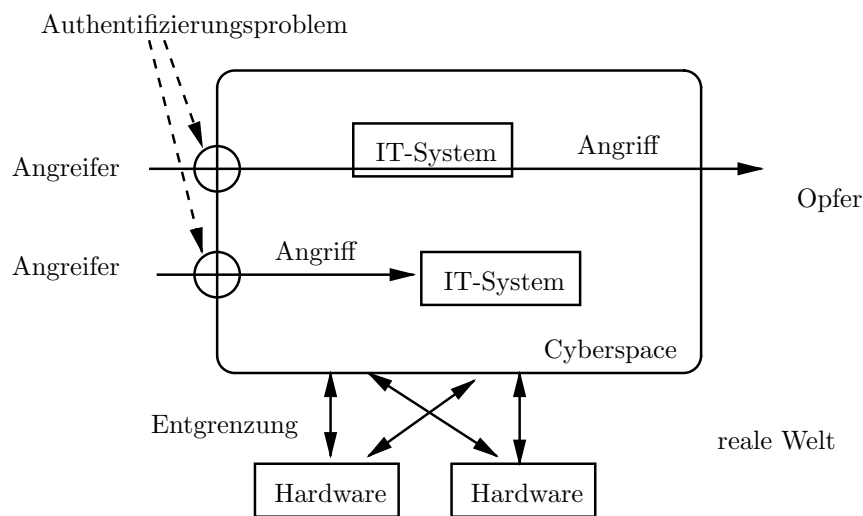 Authentifizierungsproblem
IT-System
Angriff
Angreifer
Opfer
Angriff
Angreifer
IT-System
Cyberspace
Entgrenzung
reale Welt
Hardware
Hardware